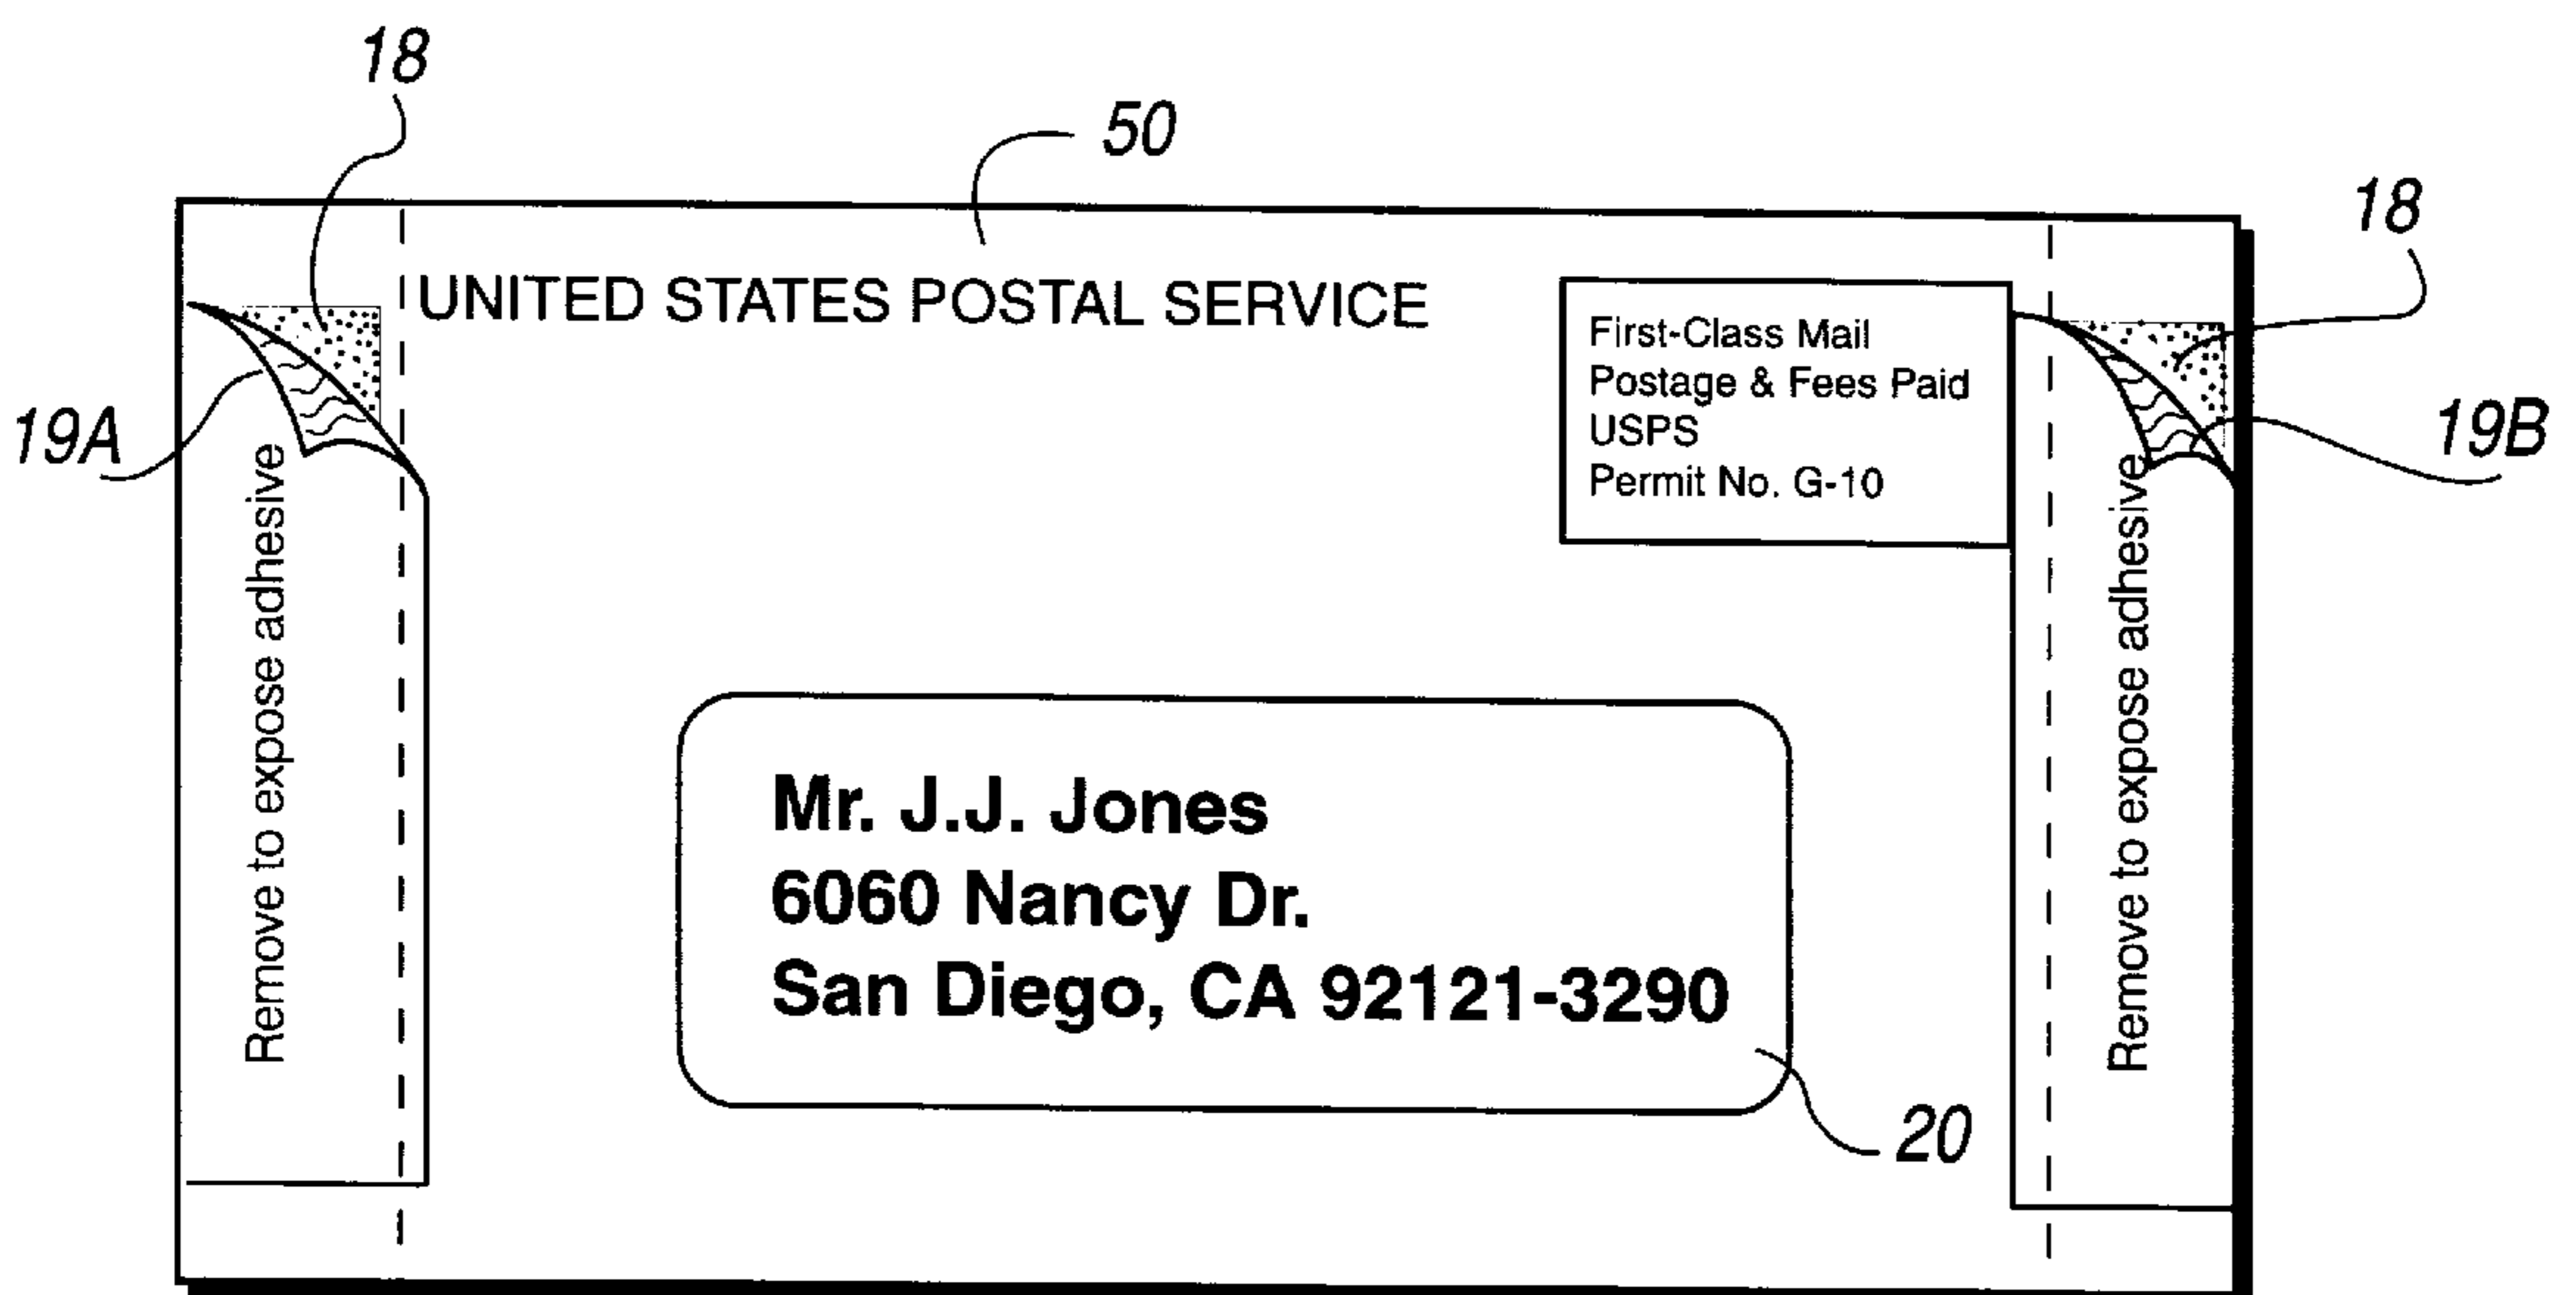 18
50
18
UNITED STATES POSTAL SERVICE
First-Class Mail
Postage & Fees Paid
USPS
Permit No. G-10
19A
19B
Remove to expose adhesive
Remove to expose adhesive
Mr. J.J. Jones
6060 Nancy Dr.
San Diego, CA 92121-3290
20